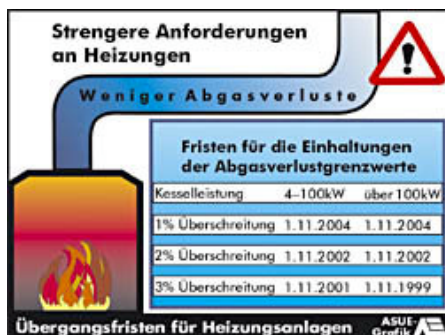 Strengere Anforderungen
an Heizungen
Weniger Abgasverluste
Fristen für die Einhaltungen
der Abgasverlustgrenzwerte
Kesselleistung 4–100kW über 100kW
1% Überschreitung 1.11.2004 1.11.2004
2% Überschreitung 1.11.2002 1.11.2002
3% Überschreitung 1.11.2001 1.11.1999
Übergangsfristen für Heizungsanlagen
ASUE-
Grafik